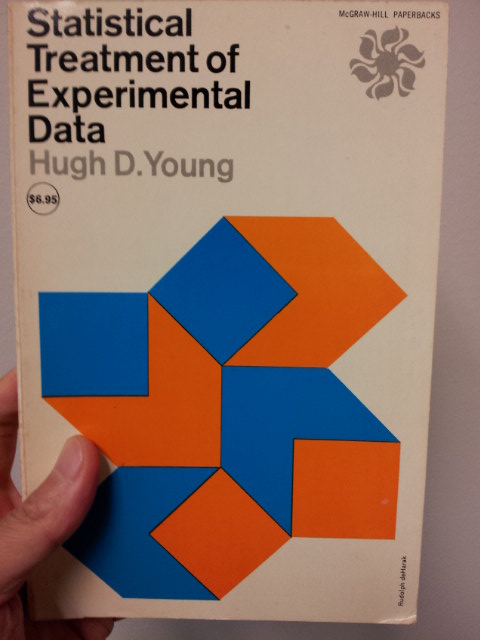 Statistical
Treatment of
Experimental
Data
Hugh D. Young
$6.95
McGRAW-HILL PAPERBACKS
Rudolph deHarak